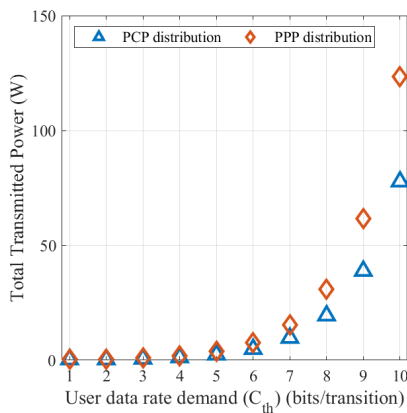 150
PCP distribution PPP distribution
100
50
0
1 2 3 4 5 6 7 8 9 10
Total Transmitted Power (W)
User data rate demand (C_th) (bits/transition)